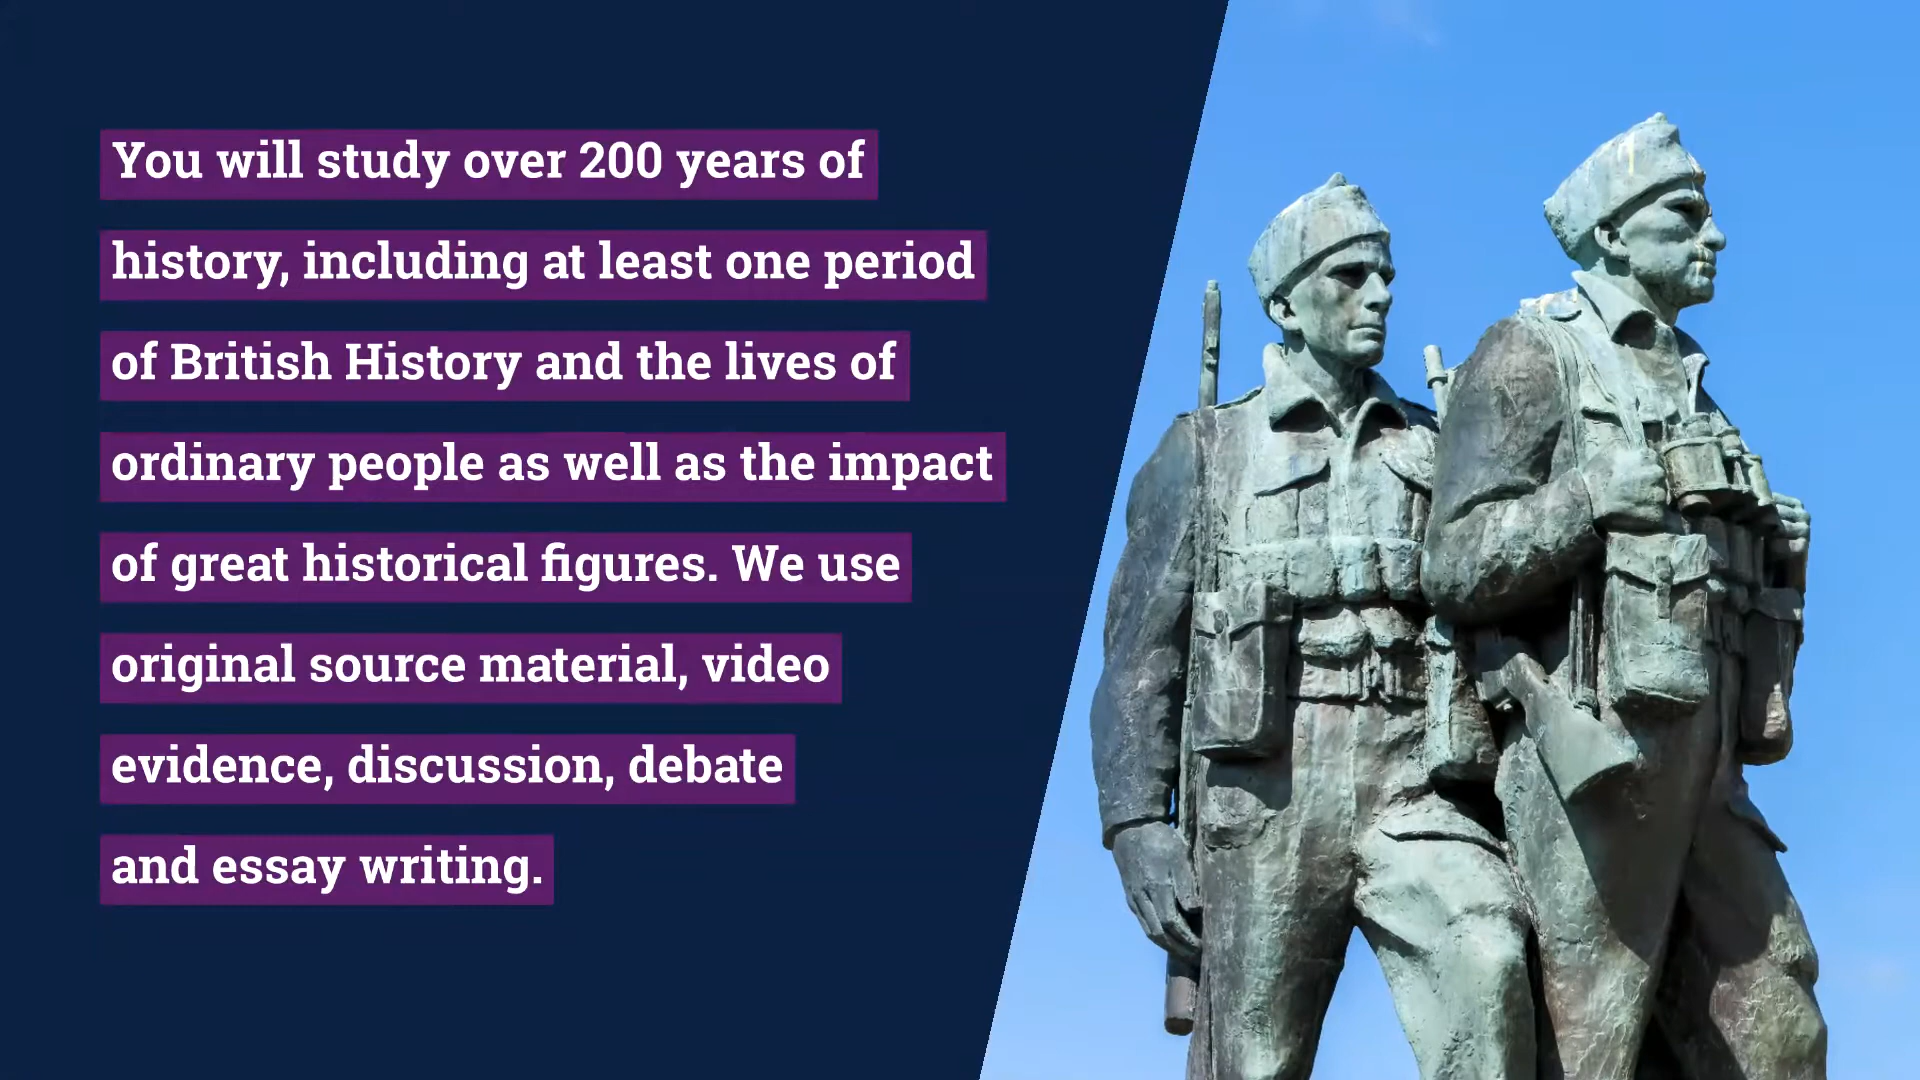 You will study over 200 years of
history, including at least one period
of British History and the lives of
ordinary people as well as the impact
of great historical figures. We use
original source material, video
evidence, discussion, debate
and essay writing.